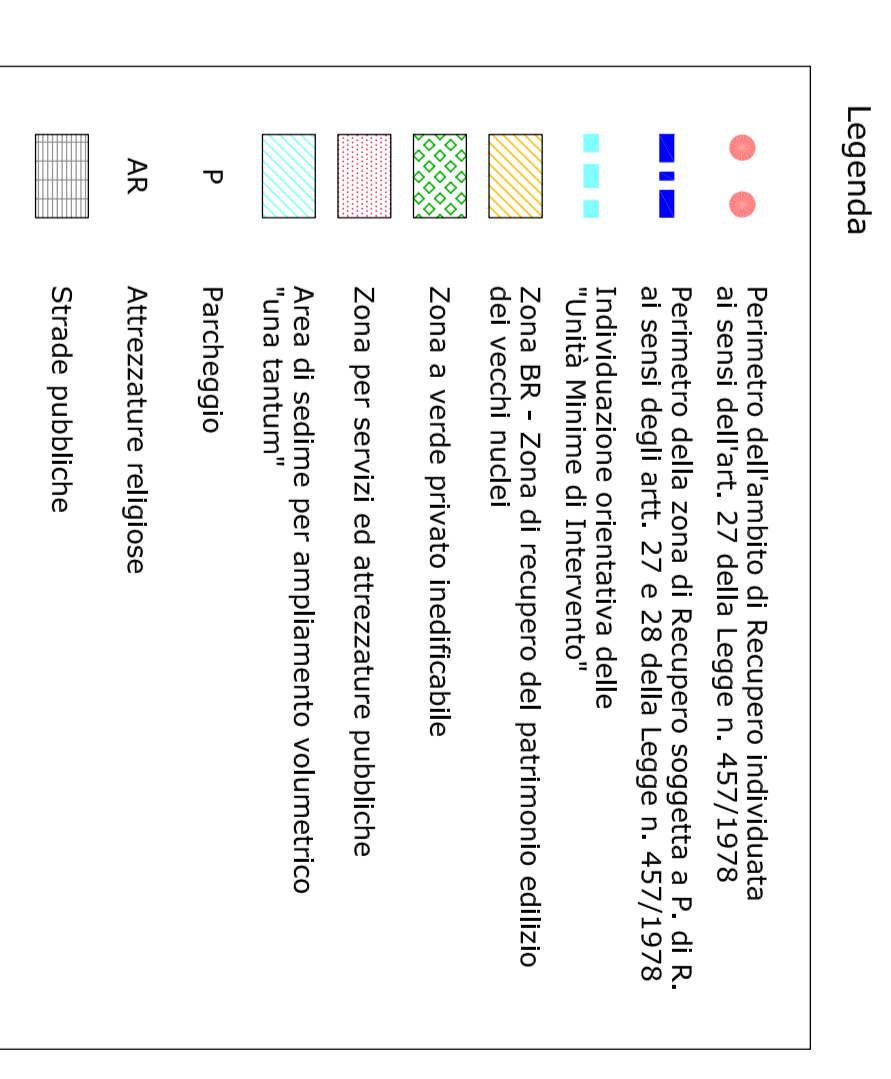 Legenda
Perimetro dell'ambito di Recupero individuata
ai sensi dell'art. 27 della Legge n. 457/1978
Perimetro della zona di Recupero soggetta a P. di R.
ai sensi degli artt. 27 e 28 della Legge n. 457/1978
Individuazione orientativa delle
"Unità Minime di Intervento"
Zona BR - Zona di recupero del patrimonio edilizio
dei vecchi nuclei
Zona a verde privato inedificabile
Zona per servizi ed attrezzature pubbliche
Area di sedime per ampliamento volumetrico
"una tantum"
P Parcheggio
AR Attrezzature religiose
Strade pubbliche